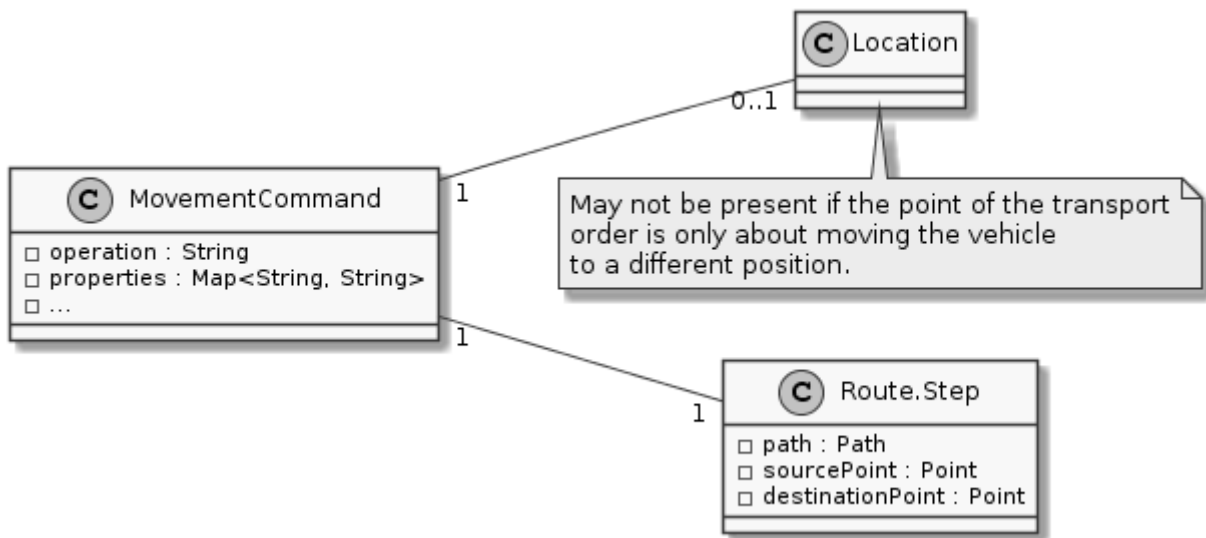 C Location
0..1
1
C MovementCommand
operation : String
properties : Map<String, String>
...
May not be present if the point of the transport
order is only about moving the vehicle
to a different position.
1
1
C Route.Step
path : Path
sourcePoint : Point
destinationPoint : Point